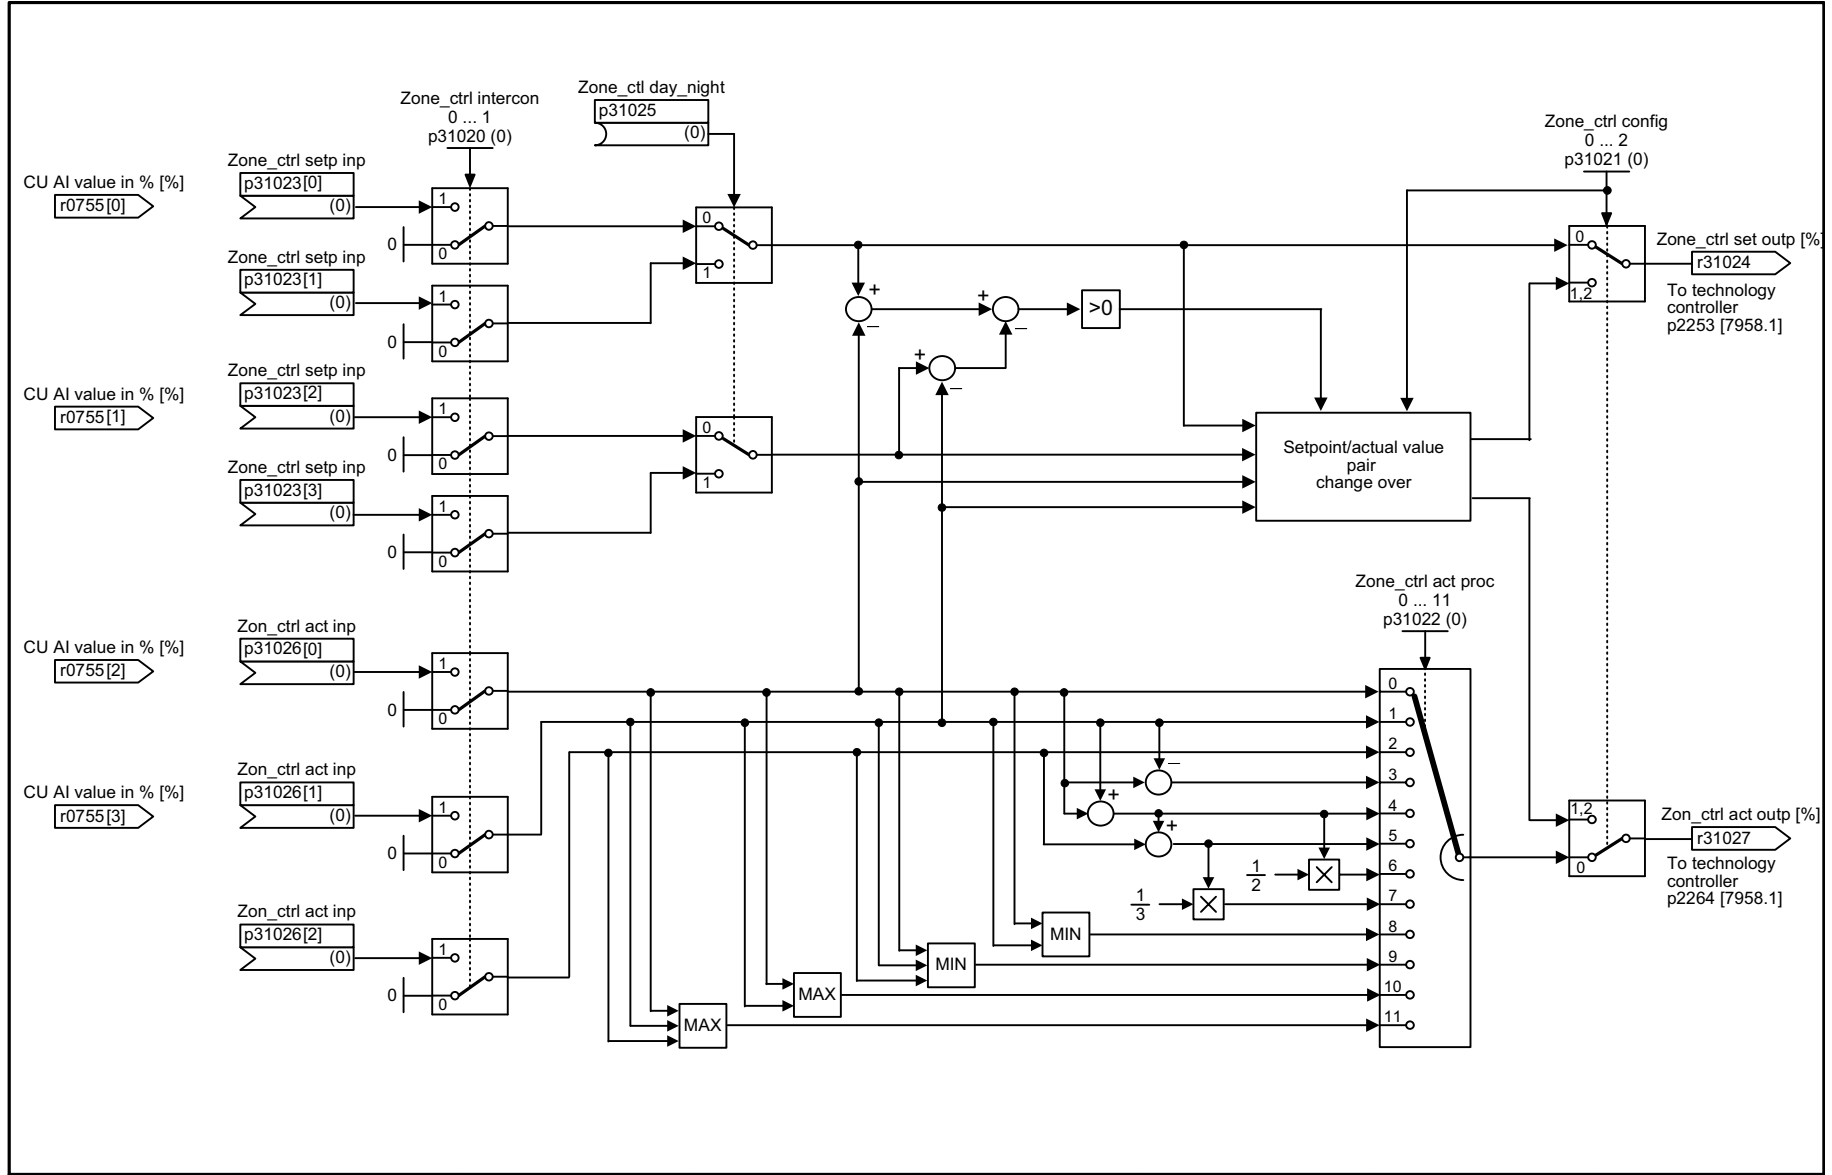 Zone_ctrl intercon
0 ... 1
p31020 (0)
Zone_ctl day_night
p31025
(0)
Zone_ctrl config
0 ... 2
p31021 (0)
CU AI value in % [%]
r0755[0]
Zone_ctrl setp inp
p31023[0]
(0)
1
0
0
Zone_ctrl setp inp
p31023[1]
(0)
1
0
0
0
1
CU AI value in % [%]
r0755[1]
Zone_ctrl setp inp
p31023[2]
(0)
1
0
0
Zone_ctrl setp inp
p31023[3]
(0)
1
0
0
0
1
+
–
+
–
+
–
>0
Setpoint/actual value
pair
change over
0
1,2
Zone_ctrl set outp [%]
r31024
To technology
controller
p2253 [7958.1]
CU AI value in % [%]
r0755[2]
Zon_ctrl act inp
p31026[0]
(0)
1
0
0
CU AI value in % [%]
r0755[3]
Zon_ctrl act inp
p31026[1]
(0)
1
0
0
Zon_ctrl act inp
p31026[2]
(0)
1
0
0
Zone_ctrl act proc
0 ... 11
p31022 (0)
0
1
2
–
3
+
4
+
5
1
2
6
1
3
7
MIN
8
MIN
9
MAX
10
MAX
11
1,2
0
Zon_ctrl act outp [%]
r31027
To technology
controller
p2264 [7958.1]